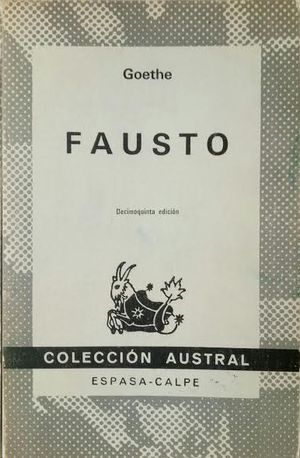 Goethe
FAUSTO
Decimoquinta edición
COLECCIÓN AUSTRAL
ESPASA-CALPE